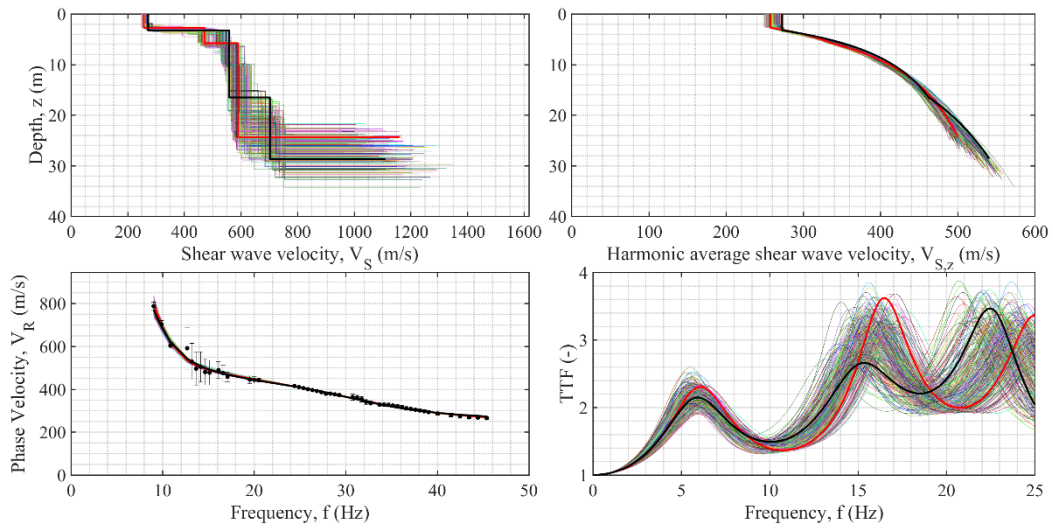 0
10
20
30
40
Depth, z (m)
0 200 400 600 800 1000 1200 1400 1600
Shear wave velocity, V_S (m/s)
0
10
20
30
40
0 100 200 300 400 500 600
Harmonic average shear wave velocity, V_S,z (m/s)
800
600
400
200
0
Phase Velocity, V_R (m/s)
0 10 20 30 40 50
Frequency, f (Hz)
4
3
2
1
TTF (-)
0 5 10 15 20 25
Frequency, f (Hz)